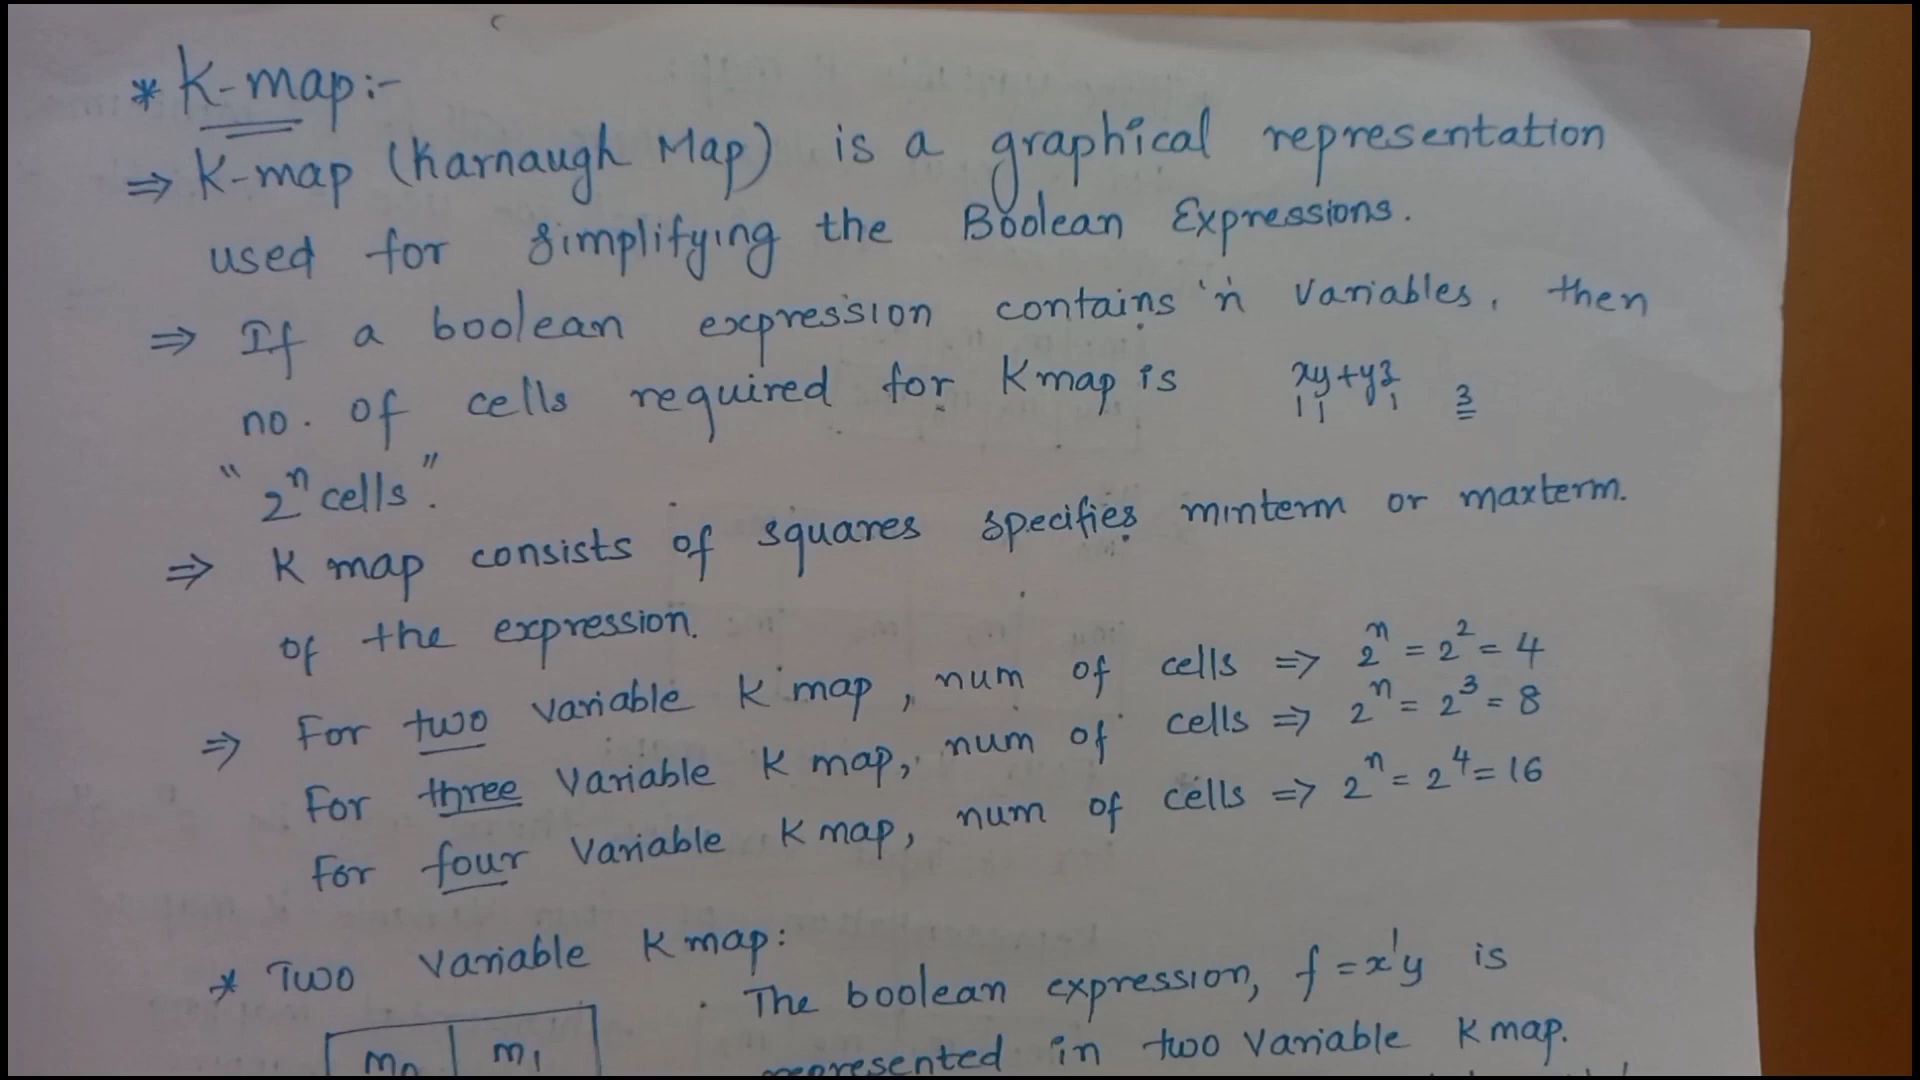 * K-map:-
⇒ K-map (Karnaugh Map) is a graphical representation
used for simplifying the Boolean Expressions.
⇒ If a boolean expression contains 'n' variables, then
no. of cells required for K map is xy+yz 3
"2ⁿ cells".
⇒ K map consists of squares specifies minterm or maxterm.
of the expression.
⇒ For two variable K map, num of cells ⇒ 2ⁿ = 2² = 4
For three variable K map, num of cells ⇒ 2ⁿ = 2³ = 8
For four variable K map, num of cells ⇒ 2ⁿ = 2⁴ = 16
* Two variable K map:
The boolean expression, f = x'y is
m₀ m₁
represented in two variable K map.